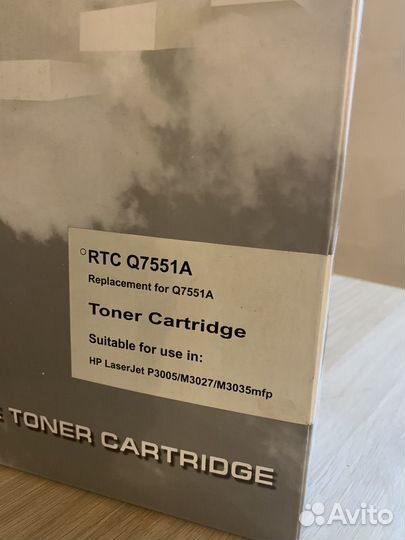 RTC Q7551A
Replacement for Q7551A
Toner Cartridge
Suitable for use in:
HP LaserJet P3005/M3027/M3035mfp
E TONER CARTRIDGE
Avito